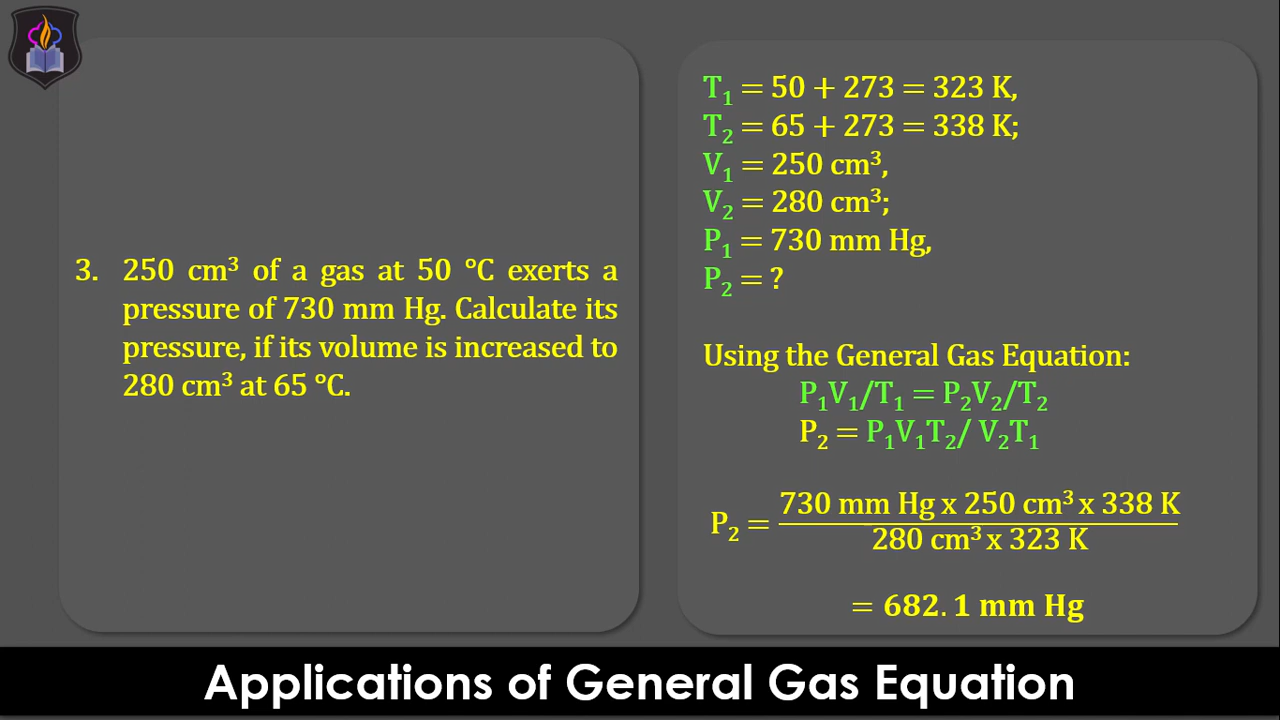 3. 250 cm³ of a gas at 50 °C exerts a
pressure of 730 mm Hg. Calculate its
pressure, if its volume is increased to
280 cm³ at 65 °C.
T₁ = 50 + 273 = 323 K,
T₂ = 65 + 273 = 338 K;
V₁ = 250 cm³,
V₂ = 280 cm³;
P₁ = 730 mm Hg,
P₂ = ?
Using the General Gas Equation:
P₁V₁/T₁ = P₂V₂/T₂
P₂ = P₁V₁T₂/ V₂T₁
730 mm Hg x 250 cm³ x 338 K
P₂ =
280 cm³ x 323 K
= 682. 1 mm Hg
Applications of General Gas Equation